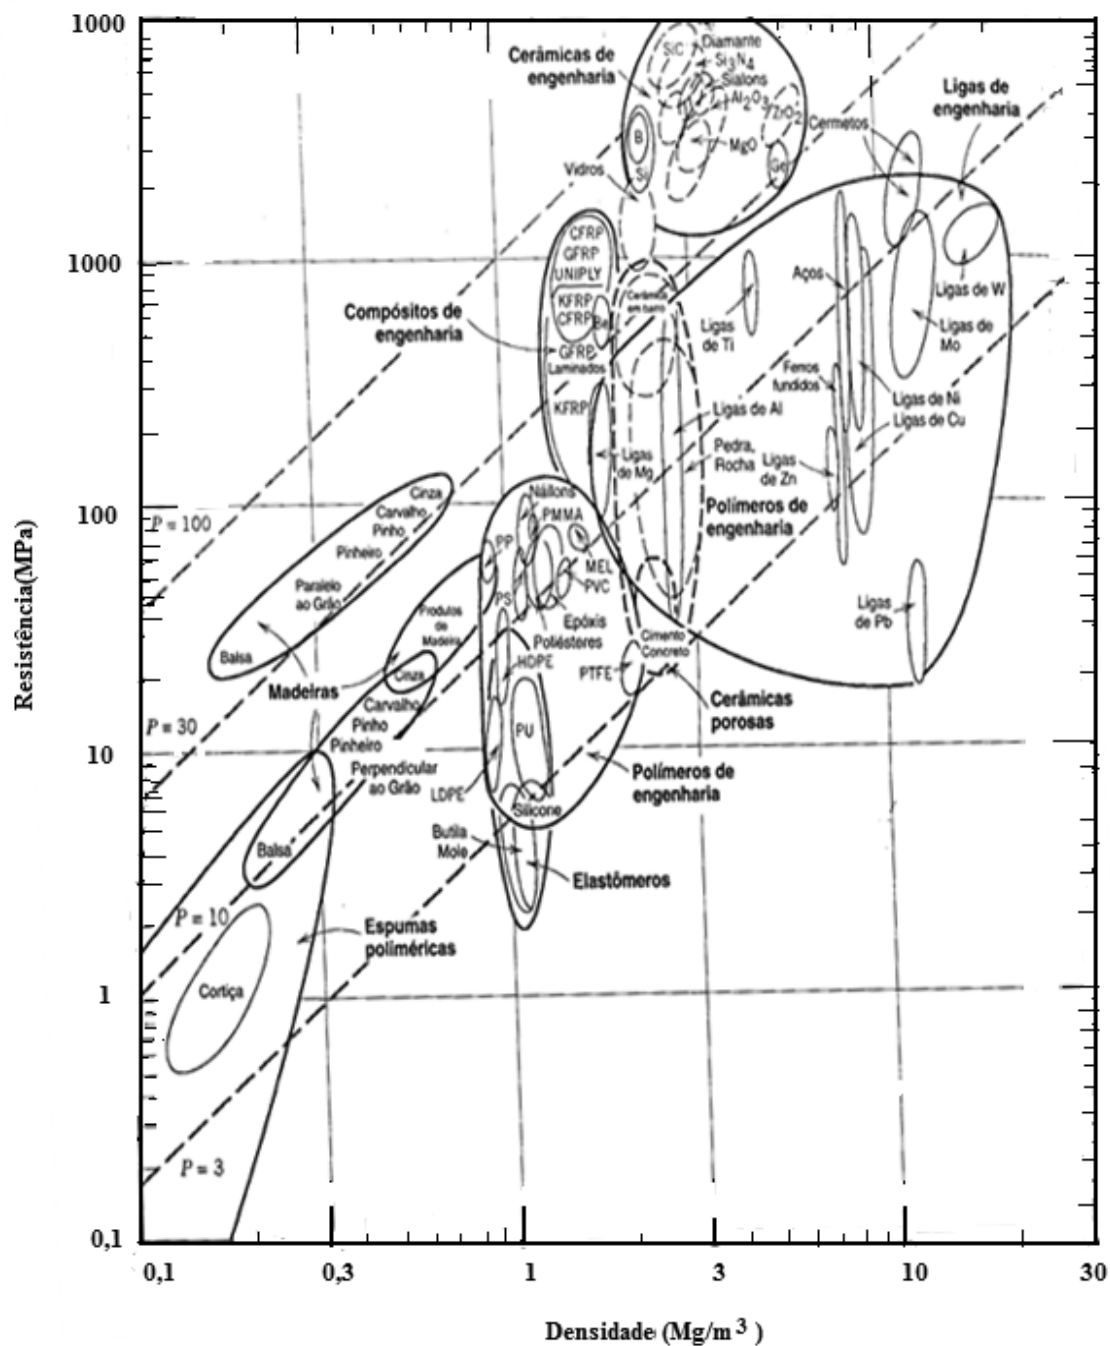 1000
Cerâmicas de
engenharia
SiC
Diamante
Si3N4
Sialons
Al2O3
ZrO2
MgO
B
Si
Ge
Vidros
Cermetos
Ligas de
engenharia
1000
CFRP
GFRP
UNIPLY
KFRP
CFRP
Be
GFRP
Laminados
KFRP
Compósitos de
engenharia
Cerâmica
em barro
Ligas
de Ti
Aços
Ligas de W
Ligas de
Mo
Ferros
fundidos
Ligas de Ni
Ligas de Cu
Ligas de Al
Ligas
de Mg
Pedra,
Rocha
Ligas
de Zn
Polímeros de
engenharia
100
P = 100
Cinza
Carvalho
Pinho
Pinheiro
Paralelo
ao Grão
Balsa
Madeiras
Produtos
de
Madeira
Náilons
PMMA
PP
MEL
PVC
PS
Epóxis
Poliésteres
HDPE
PTFE
Cimento
Concreto
Ligas
de Pb
Cerâmicas
porosas
Cinza
Carvalho
Pinho
Pinheiro
Perpendicular
ao Grão
P = 30
PU
LDPE
Polímeros de
engenharia
10
Silicone
Butila
Mole
Elastômeros
Balsa
P = 10
Espumas
poliméricas
Cortiça
1
P = 3
0,1
0,1
0,3
1
3
10
30
Resistência(MPa)
Densidade (Mg/m3)